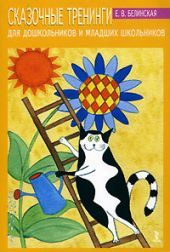 СКАЗОЧНЫЕ ТРЕНИНГИ
Е. В. БЕЛИНСКАЯ
ДЛЯ ДОШКОЛЬНИКОВ И МЛАДШИХ ШКОЛЬНИКОВ